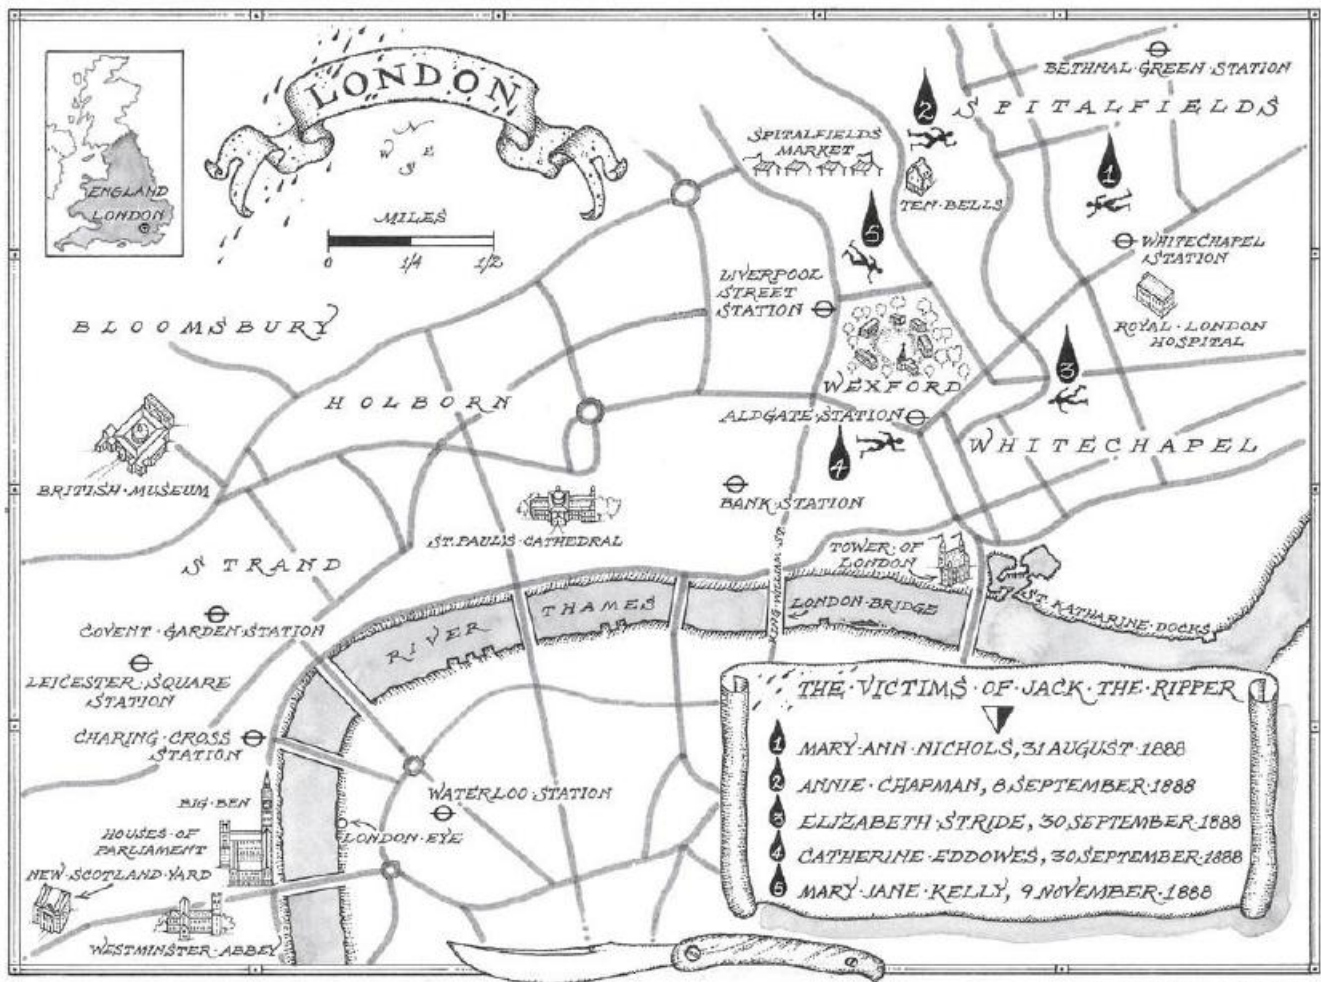 LONDON
N
W E
S
MILES
0 1/4 1/2
ENGLAND
LONDON
BETHNAL·GREEN·STATION
2
SPITALFIELDS
SPITALFIELDS
MARKET
1
TEN·BELLS
5
WHITECHAPEL
STATION
LIVERPOOL
STREET
STATION
ROYAL·LONDON
HOSPITAL
BLOOMSBURY
3
WEXFORD
HOLBORN
ALDGATE·STATION
WHITECHAPEL
4
BRITISH·MUSEUM
BANK·STATION
ST.PAUL'S·CATHEDRAL
KING·WILLIAM·ST.
STRAND
TOWER·OF
LONDON
RIVER THAMES
LONDON·BRIDGE
ST.KATHARINE·DOCKS
COVENT·GARDEN·STATION
LEICESTER·SQUARE
STATION
CHARING·CROSS
STATION
WATERLOO·STATION
BIG·BEN
LONDON·EYE
HOUSES·OF
PARLIAMENT
NEW·SCOTLAND·YARD
WESTMINSTER·ABBEY
THE·VICTIMS·OF·JACK·THE·RIPPER
1 MARY·ANN·NICHOLS, 31 AUGUST·1888
2 ANNIE·CHAPMAN, 8 SEPTEMBER·1888
3 ELIZABETH·STRIDE, 30 SEPTEMBER·1888
4 CATHERINE·EDDOWES, 30 SEPTEMBER·1888
5 MARY·JANE·KELLY, 9 NOVEMBER·1888